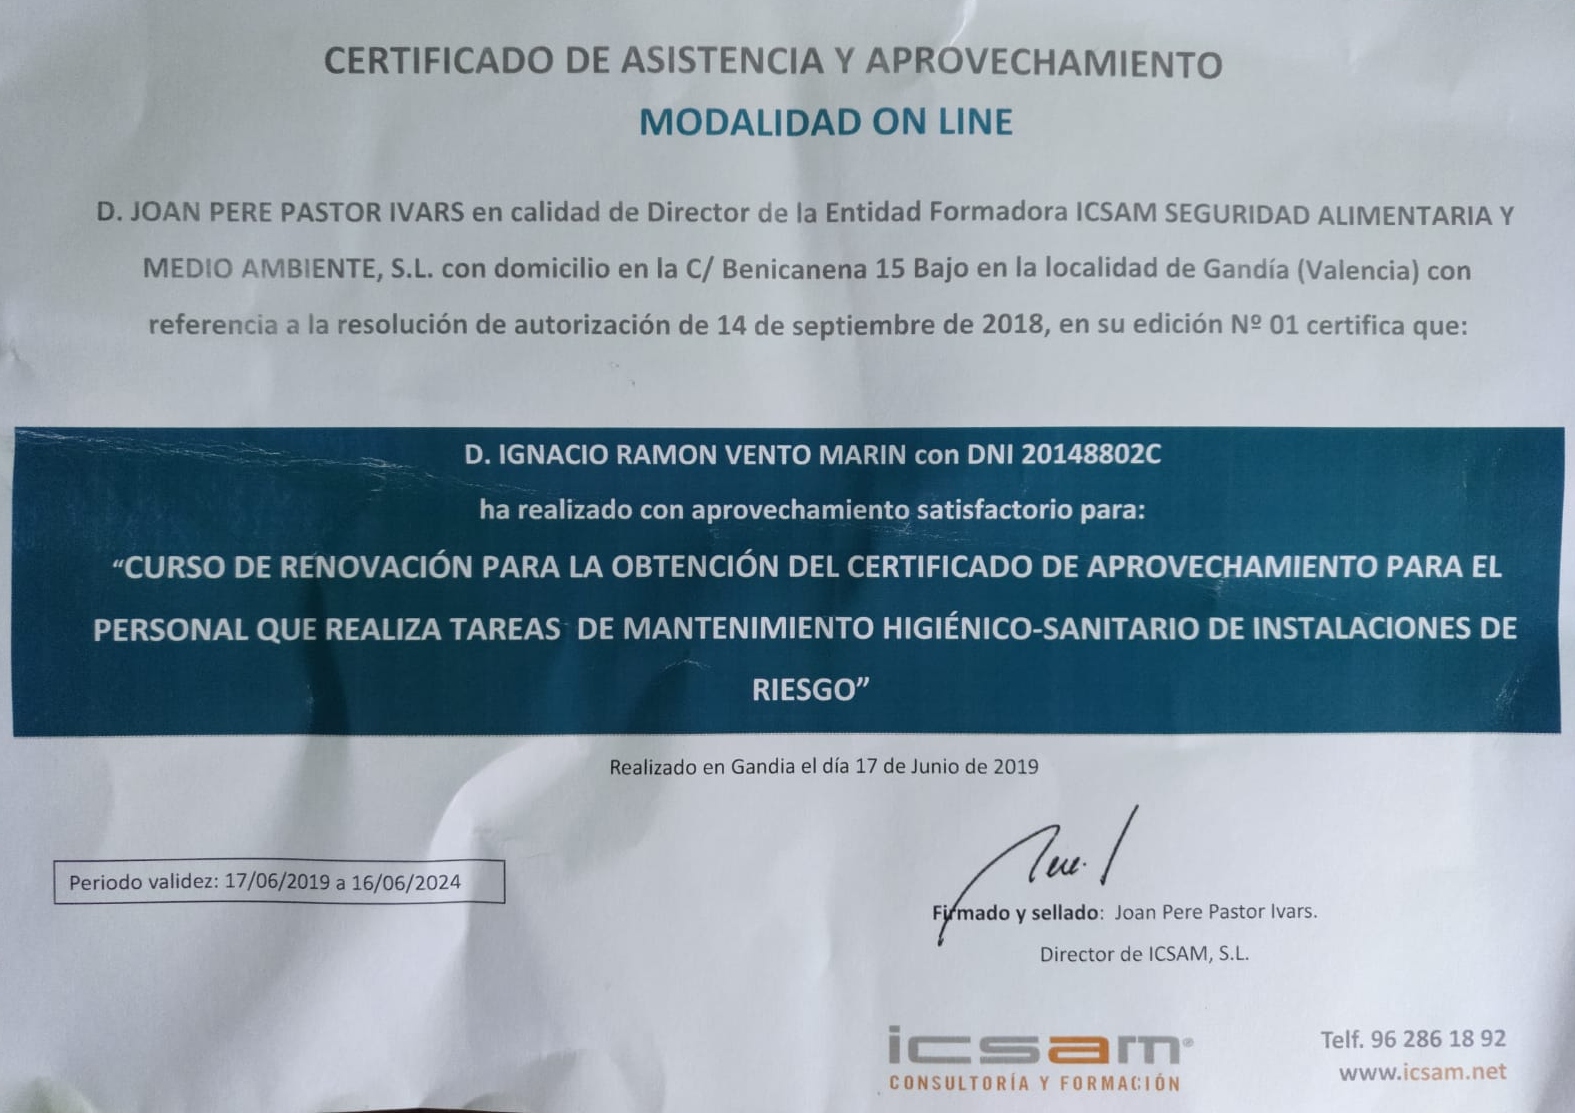 CERTIFICADO DE ASISTENCIA Y APROVECHAMIENTO
MODALIDAD ON LINE
D. JOAN PERE PASTOR IVARS en calidad de Director de la Entidad Formadora ICSAM SEGURIDAD ALIMENTARIA Y
MEDIO AMBIENTE, S.L. con domicilio en la C/ Benicanena 15 Bajo en la localidad de Gandía (Valencia) con
referencia a la resolución de autorización de 14 de septiembre de 2018, en su edición Nº 01 certifica que:
D. IGNACIO RAMON VENTO MARIN con DNI 20148802C
ha realizado con aprovechamiento satisfactorio para:
“CURSO DE RENOVACIÓN PARA LA OBTENCIÓN DEL CERTIFICADO DE APROVECHAMIENTO PARA EL
PERSONAL QUE REALIZA TAREAS DE MANTENIMIENTO HIGIÉNICO-SANITARIO DE INSTALACIONES DE
RIESGO”
Realizado en Gandia el día 17 de Junio de 2019
Periodo validez: 17/06/2019 a 16/06/2024
Firmado y sellado: Joan Pere Pastor Ivars.
Director de ICSAM, S.L.
icsam®
CONSULTORÍA Y FORMACIÓN
Telf. 96 286 18 92
www.icsam.net